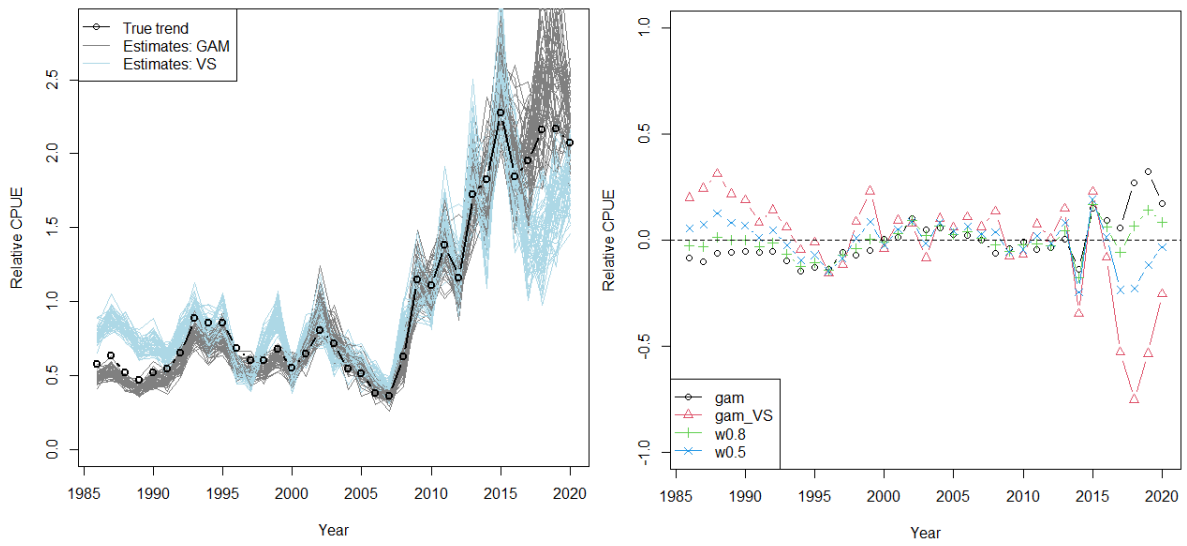 True trend
Estimates: GAM
Estimates: VS
Relative CPUE
0.0
0.5
1.0
1.5
2.0
2.5
1985 1990 1995 2000 2005 2010 2015 2020
Year
Relative CPUE
1.0
0.5
0.0
-0.5
-1.0
gam
gam_VS
w0.8
w0.5
1985 1990 1995 2000 2005 2010 2015 2020
Year